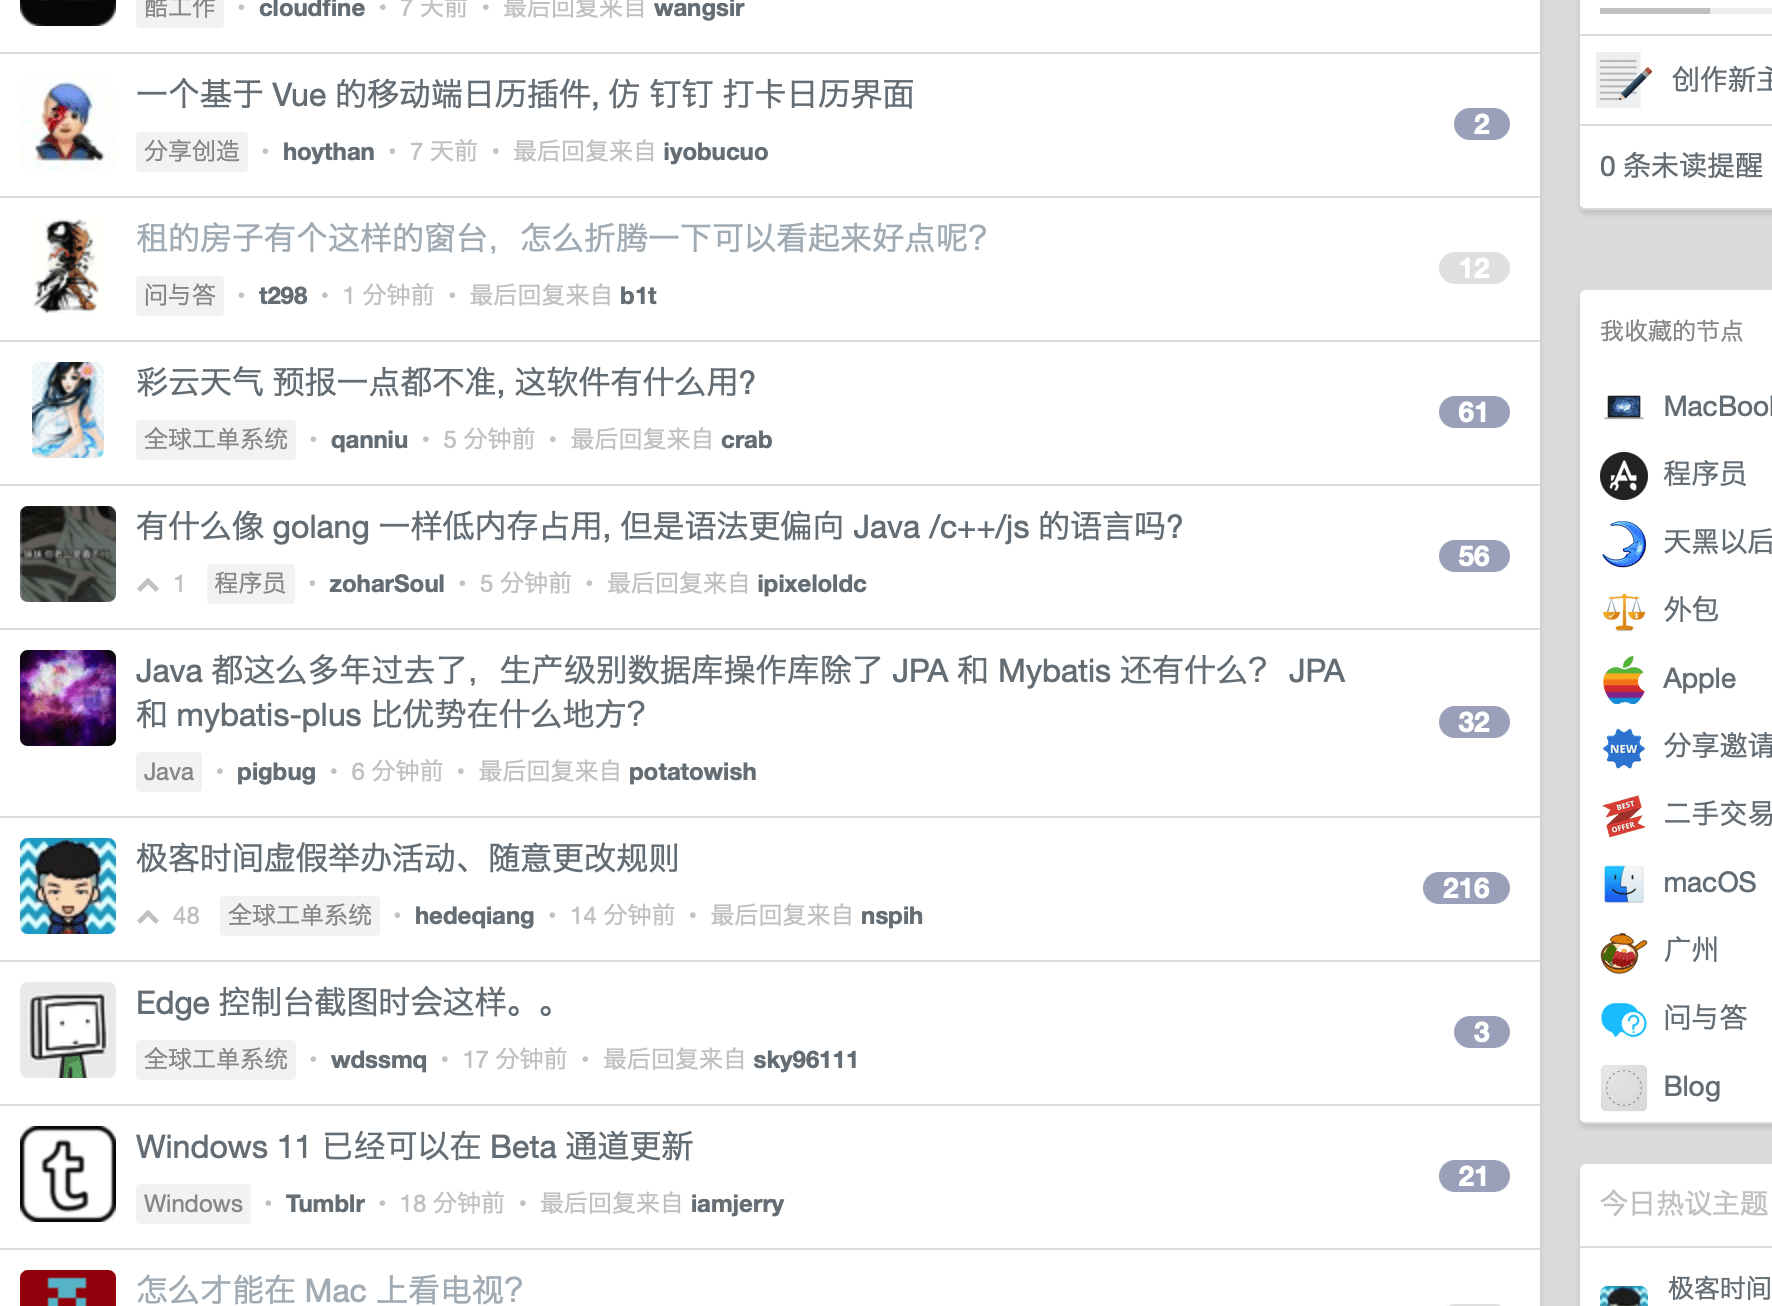 酷工作 • cloudfine • 7 天前 • 最后回复来自 wangsir
一个基于 Vue 的移动端日历插件, 仿 钉钉 打卡日历界面
2
分享创造 • hoythan • 7 天前 • 最后回复来自 iyobucuo
租的房子有个这样的窗台，怎么折腾一下可以看起来好点呢？
12
问与答 • t298 • 1 分钟前 • 最后回复来自 b1t
彩云天气 预报一点都不准, 这软件有什么用?
61
全球工单系统 • qanniu • 5 分钟前 • 最后回复来自 crab
有什么像 golang 一样低内存占用, 但是语法更偏向 Java /c++/js 的语言吗?
56
1 程序员 • zoharSoul • 5 分钟前 • 最后回复来自 ipixeloldc
Java 都这么多年过去了，生产级别数据库操作库除了 JPA 和 Mybatis 还有什么？ JPA
和 mybatis-plus 比优势在什么地方？
32
Java • pigbug • 6 分钟前 • 最后回复来自 potatowish
极客时间虚假举办活动、随意更改规则
216
48 全球工单系统 • hedeqiang • 14 分钟前 • 最后回复来自 nspih
Edge 控制台截图时会这样。。
3
全球工单系统 • wdssmq • 17 分钟前 • 最后回复来自 sky96111
Windows 11 已经可以在 Beta 通道更新
21
Windows • Tumblr • 18 分钟前 • 最后回复来自 iamjerry
怎么才能在 Mac 上看电视？
创作新主
0 条未读提醒
我收藏的节点
MacBook
程序员
天黑以后
外包
Apple
NEW 分享邀请
BEST OFFER 二手交易
macOS
广州
问与答
Blog
今日热议主题
极客时间